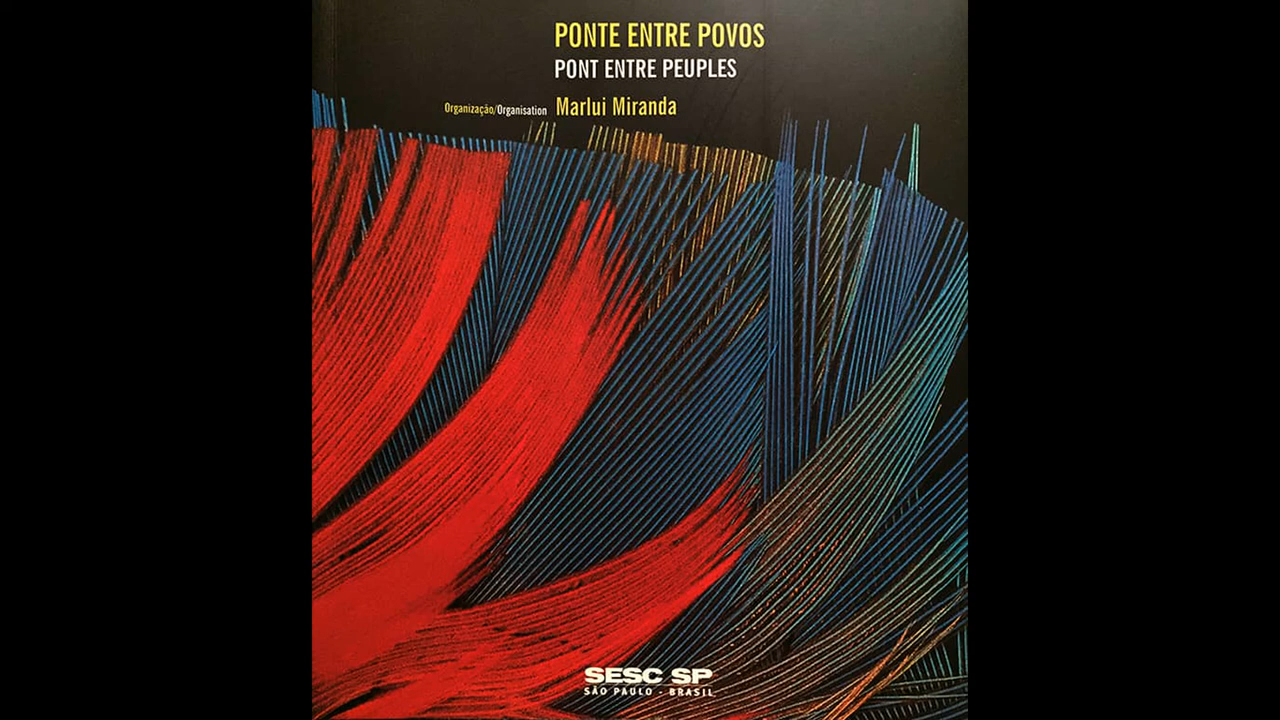 PONTE ENTRE POVOS
PONT ENTRE PEUPLES
Organização/Organisation Marlui Miranda
SESC SP
SÃO PAULO - BRASIL